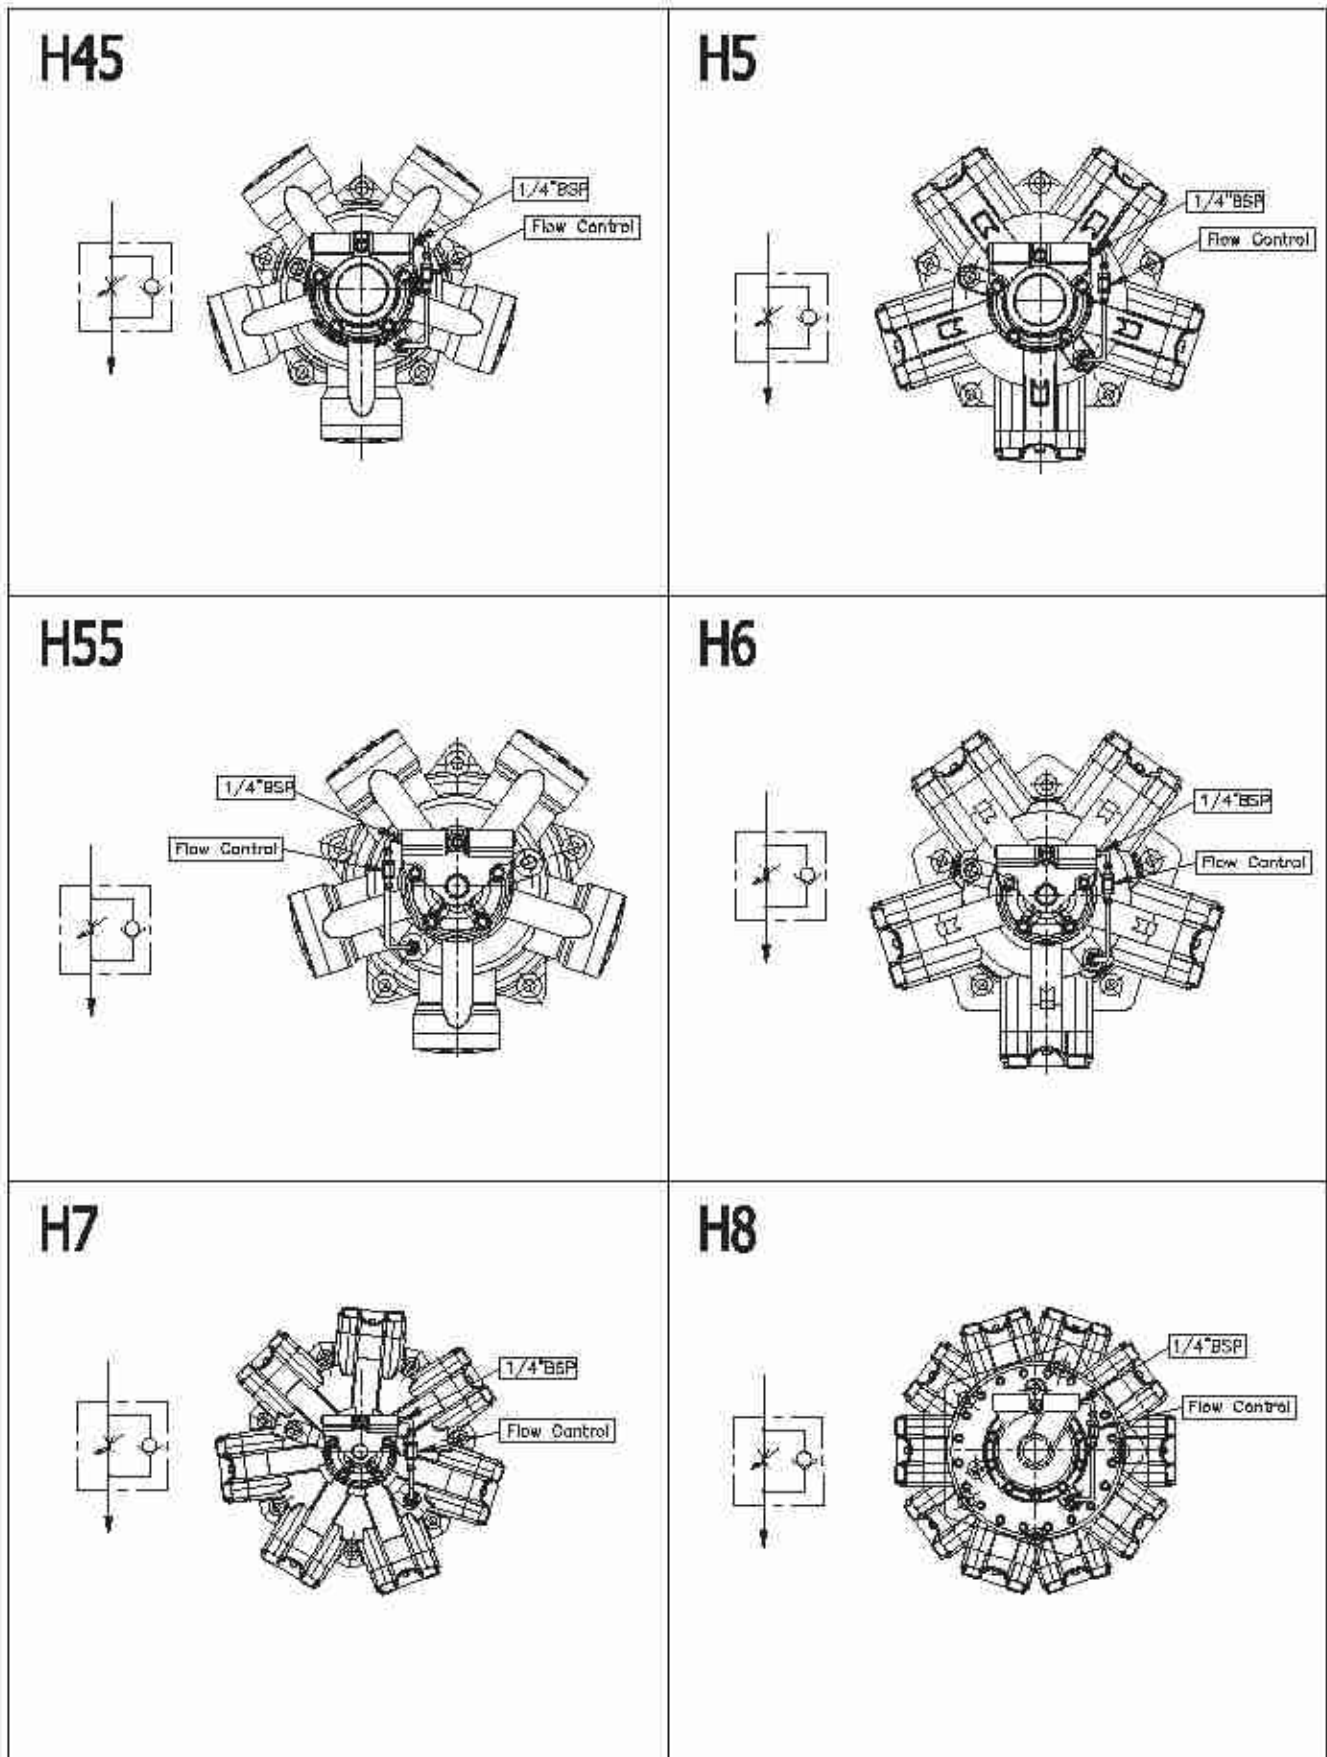 H45
1/4"BSP
Flow Control
H5
1/4"BSP
Flow Control
H55
1/4"BSP
Flow Control
H6
1/4"BSP
Flow Control
H7
1/4"BSP
Flow Control
H8
1/4"BSP
Flow Control